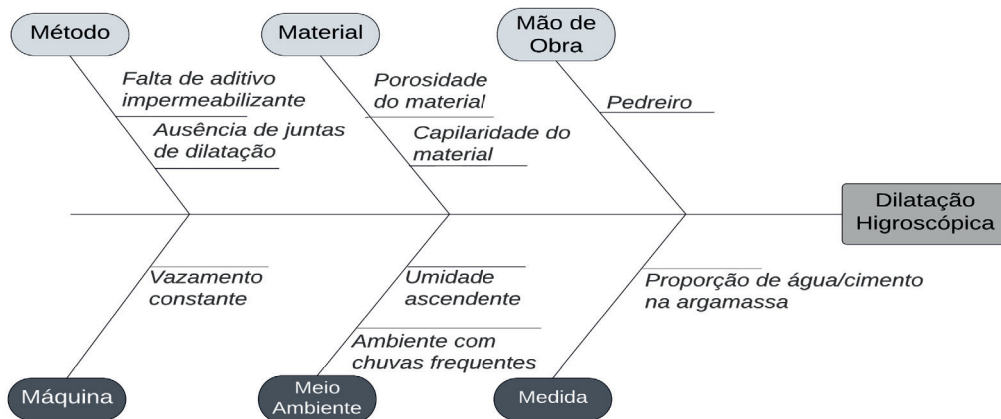 Método
Material
Mão de
Obra
Falta de aditivo
impermeabilizante
Ausência de juntas
de dilatação
Porosidade
do material
Capilaridade do
material
Pedreiro
Dilatação
Higroscópica
Vazamento
constante
Umidade
ascendente
Ambiente com
chuvas frequentes
Proporção de água/cimento
na argamassa
Máquina
Meio
Ambiente
Medida